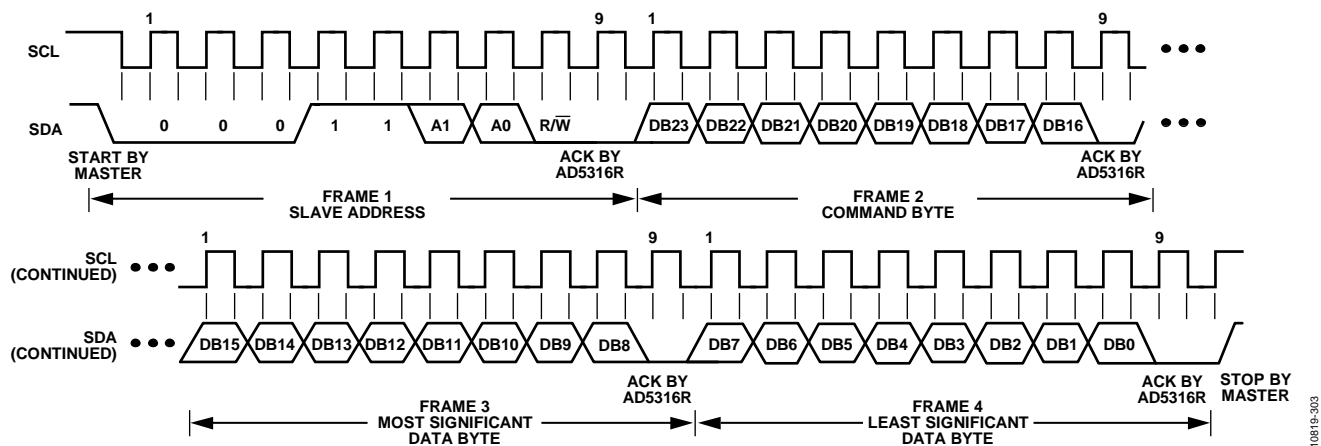 1 9 1 9
SCL
SDA 0 0 0 1 1 A1 A0 R/W̅ DB23 DB22 DB21 DB20 DB19 DB18 DB17 DB16
START BY
MASTER
ACK BY
AD5316R
ACK BY
AD5316R
FRAME 1
SLAVE ADDRESS
FRAME 2
COMMAND BYTE
1 9 1 9
SCL
(CONTINUED)
SDA
(CONTINUED)
DB15 DB14 DB13 DB12 DB11 DB10 DB9 DB8 DB7 DB6 DB5 DB4 DB3 DB2 DB1 DB0
ACK BY
AD5316R
ACK BY
AD5316R
STOP BY
MASTER
FRAME 3
MOST SIGNIFICANT
DATA BYTE
FRAME 4
LEAST SIGNIFICANT
DATA BYTE
10819-303